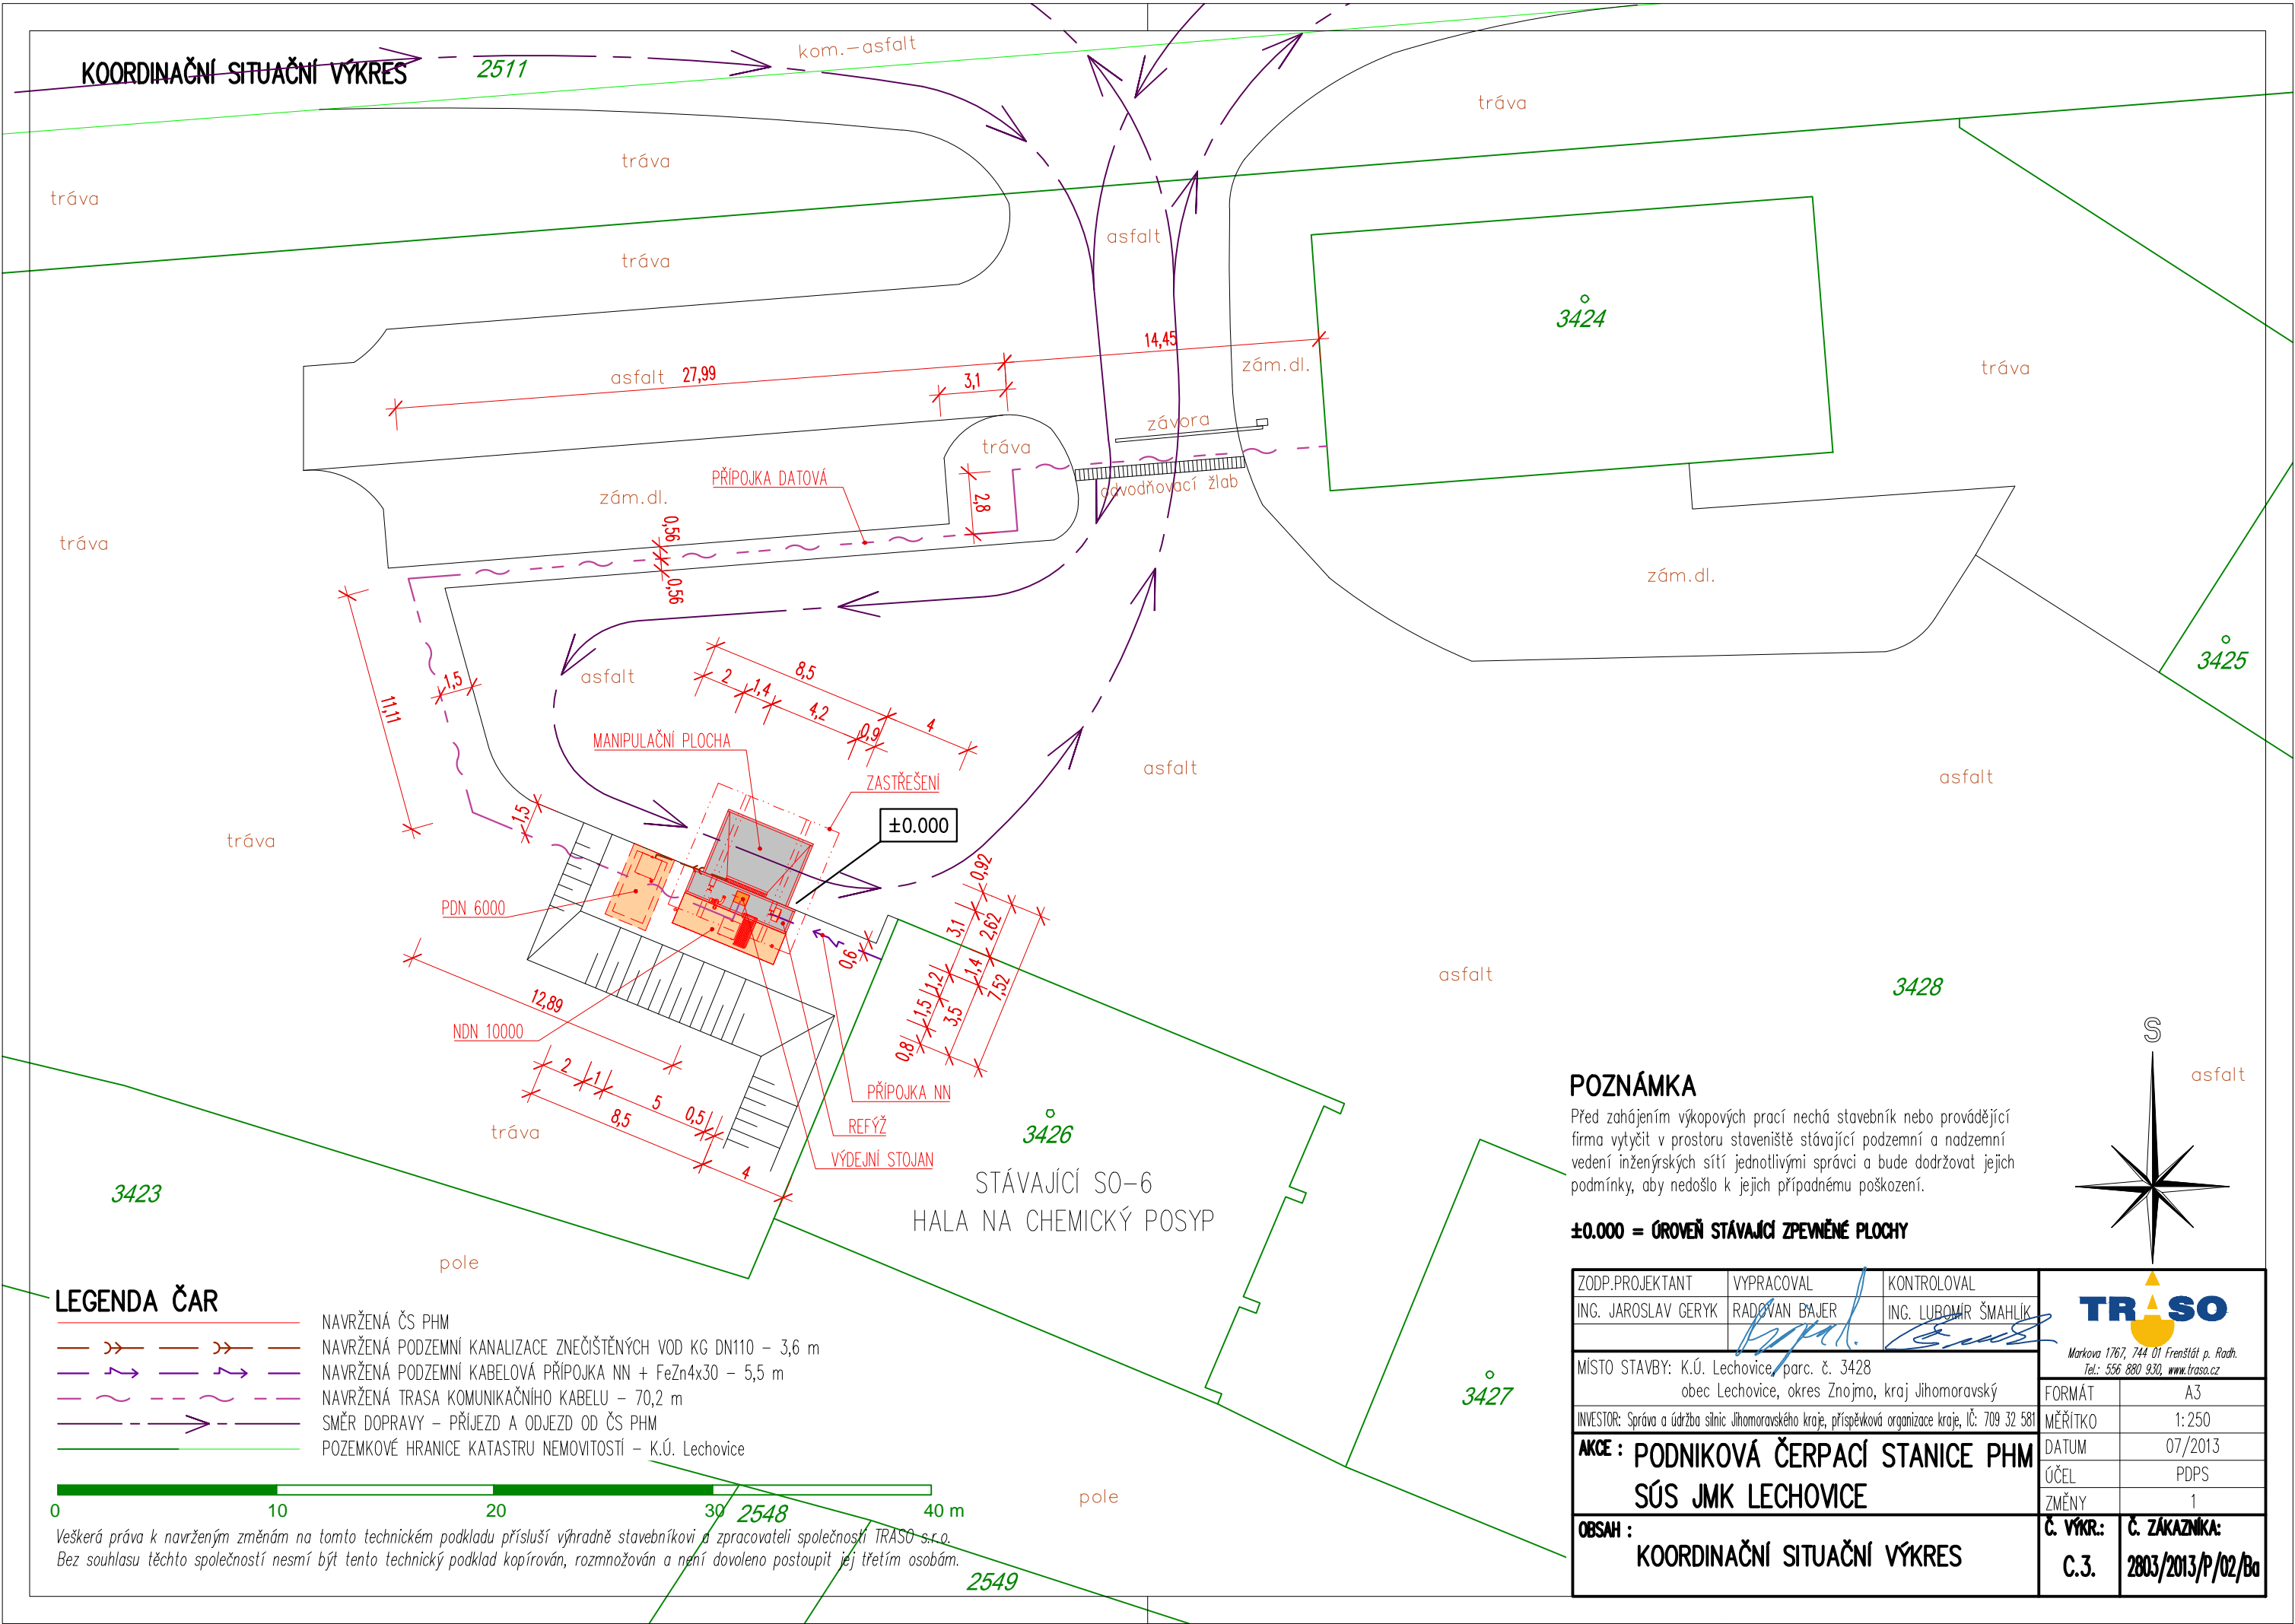 KOORDINAČNÍ SITUAČNÍ VÝKRES
2511
kom.-asfalt
tráva
tráva
tráva
asfalt
tráva
3424
14,45
asfalt 27,99
3,1
zám.dl.
tráva
závora
tráva
PŘÍPOJKA DATOVÁ
odvodňovací žlab
zám.dl.
2,8
0,56
tráva
0,56
zám.dl.
3425
11,11
1,5
asfalt
8,5
2
1,4
4,2
0,9
4
MANIPULAČNÍ PLOCHA
asfalt
asfalt
ZASTŘEŠENÍ
±0.000
1,5
tráva
0,92
PDN 6000
3,1
2,62
0,6
1,2
1,4
7,52
1,5
3,5
0,8
asfalt
3428
12,89
NDN 10000
2
1
5
0,5
8,5
4
PŘÍPOJKA NN
REFÝŽ
VÝDEJNÍ STOJAN
tráva
3426
STÁVAJÍCÍ SO-6
HALA NA CHEMICKÝ POSYP
3423
pole
3427
S
asfalt
POZNÁMKA
Před zahájením výkopových prací nechá stavebník nebo provádějící
firma vytyčit v prostoru staveniště stávající podzemní a nadzemní
vedení inženýrských sítí jednotlivými správci a bude dodržovat jejich
podmínky, aby nedošlo k jejich případnému poškození.
±0.000 = ÚROVEŇ STÁVAJÍCÍ ZPEVNĚNÉ PLOCHY
LEGENDA ČAR
NAVRŽENÁ ČS PHM
NAVRŽENÁ PODZEMNÍ KANALIZACE ZNEČIŠTĚNÝCH VOD KG DN110 - 3,6 m
NAVRŽENÁ PODZEMNÍ KABELOVÁ PŘÍPOJKA NN + FeZn4x30 - 5,5 m
NAVRŽENÁ TRASA KOMUNIKAČNÍHO KABELU - 70,2 m
SMĚR DOPRAVY - PŘÍJEZD A ODJEZD OD ČS PHM
POZEMKOVÉ HRANICE KATASTRU NEMOVITOSTÍ - K.Ú. Lechovice
0 10 20 30 40 m
2548
pole
2549
Veškerá práva k navrženým změnám na tomto technickém podkladu přísluší výhradně stavebníkovi a zpracovateli společnosti TRASO s.r.o.
Bez souhlasu těchto společností nesmí být tento technický podklad kopírován, rozmnožován a není dovoleno postoupit jej třetím osobám.
ZODP.PROJEKTANT VYPRACOVAL KONTROLOVAL
ING. JAROSLAV GERYK RADOVAN BAJER ING. LUBOMÍR ŠMAHLÍK
TRASO
Markova 1767, 744 01 Frenštát p. Radh.
Tel.: 556 880 930, www.traso.cz
MÍSTO STAVBY: K.Ú. Lechovice, parc. č. 3428
obec Lechovice, okres Znojmo, kraj Jihomoravský
INVESTOR: Správa a údržba silnic Jihomoravského kraje, příspěvková organizace kraje, IČ: 709 32 581
FORMÁT A3
MĚŘÍTKO 1:250
DATUM 07/2013
ÚČEL PDPS
ZMĚNY 1
AKCE : PODNIKOVÁ ČERPACÍ STANICE PHM
SÚS JMK LECHOVICE
OBSAH :
KOORDINAČNÍ SITUAČNÍ VÝKRES
Č. VÝKR.: Č. ZÁKAZNÍKA:
C.3. 2803/2013/P/02/Ba